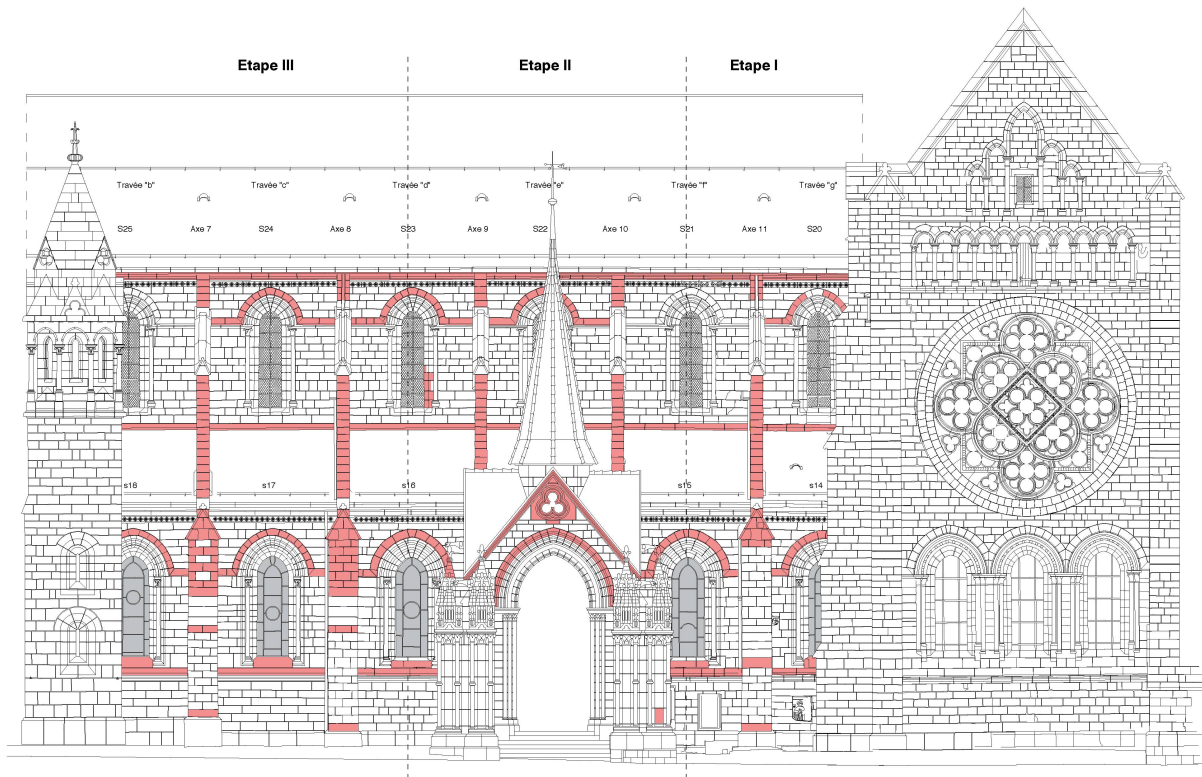 Etape III Etape II Etape I
Travée "b" Travée "c" Travée "d" Travée "e" Travée "f" Travée "g"
S25 Axe 7 S24 Axe 8 S23 Axe 9 S22 Axe 10 S21 Axe 11 S20
s18 s17 s16 s15 s14